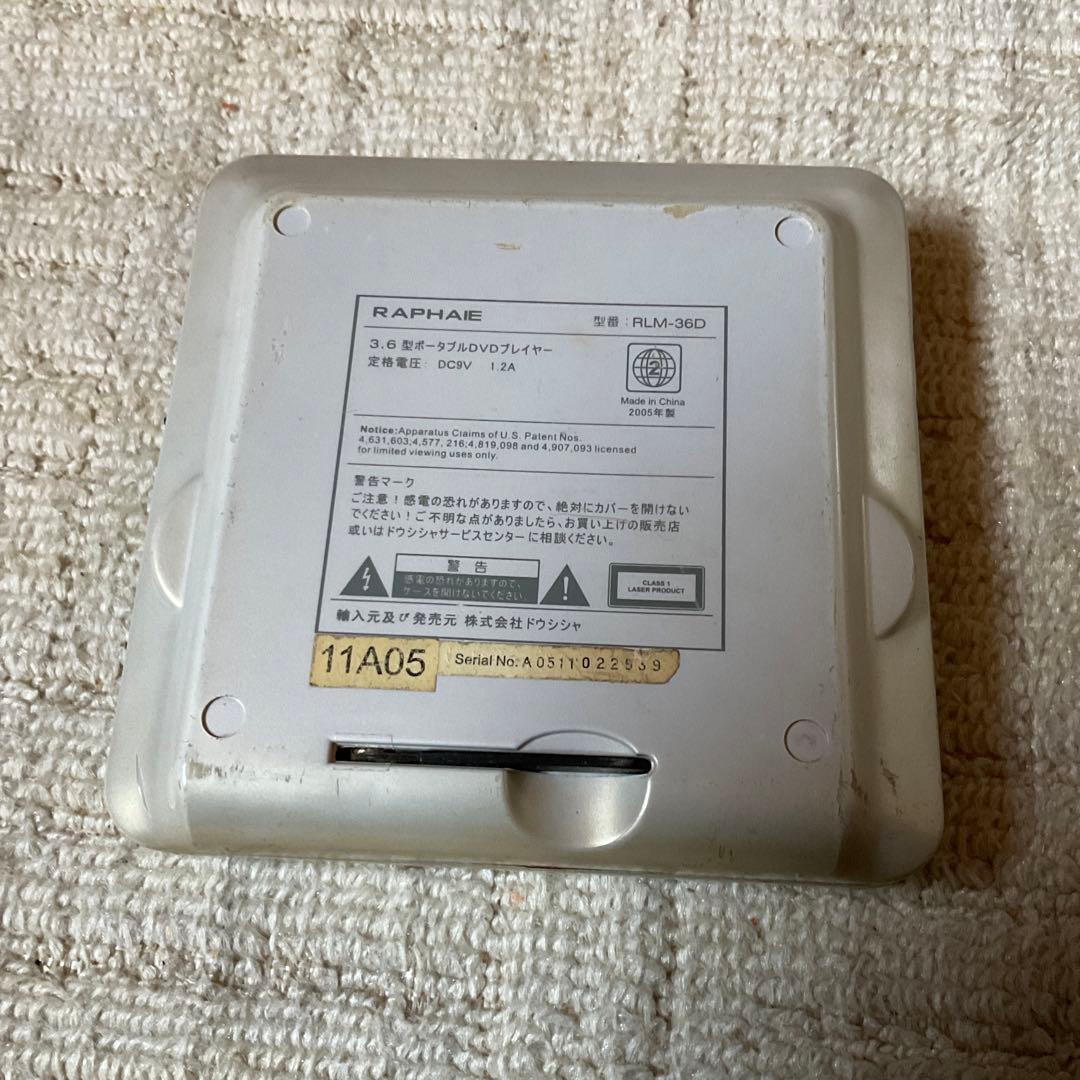 RAPHAIE
型番：RLM-36D
3.6 型ポータブルDVDプレイヤー
定格電圧: DC9V 1.2A
2
Made in China
2005年製
Notice:Apparatus Claims of U.S. Patent Nos.
4,631,603;4,577, 216;4,819,098 and 4,907,093 licensed
for limited viewing uses only.
警告マーク
ご注意！感電の恐れがありますので、絶対にカバーを開けない
でください！ご不明な点がありましたら、お買い上げの販売店
或いはドウシシャサービスセンターに相談ください。
警 告
感電の恐れがありますので、
ケースを開けないでください.
CLASS 1
LASER PRODUCT
輸入元及び発売元 株式会社ドウシシャ
11A05
Serial No. A 0511022539